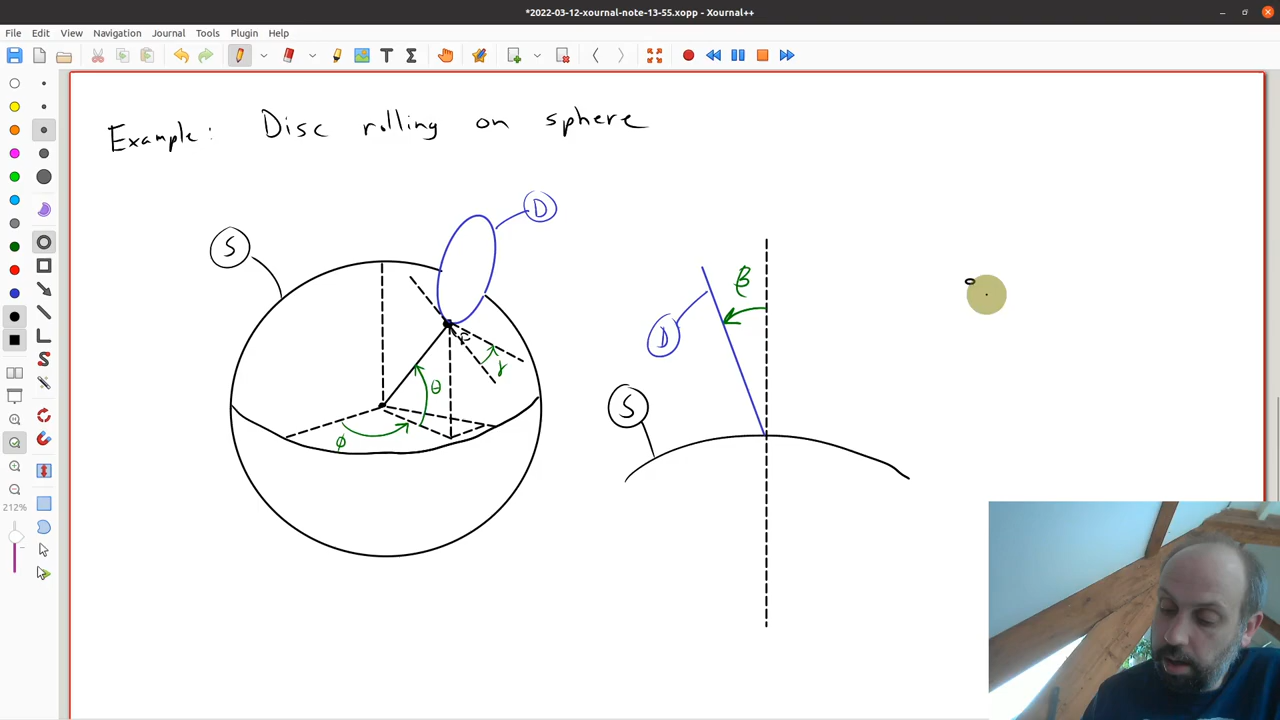 *2022-03-12-xournal-note-13-55.xopp - Xournal++
File Edit View Navigation Journal Tools Plugin Help
212%
Example: Disc rolling on sphere
D
S
β
D
γ
θ
S
φ